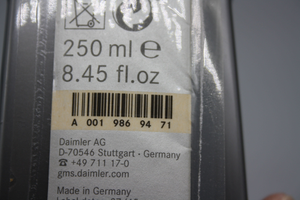 250 ml ℮
8.45 fl.oz
A 001 986 94 71
Daimler AG
D-70546 Stuttgart - Germany
☎ +49 711 17-0
gms.daimler.com
Made in Germany